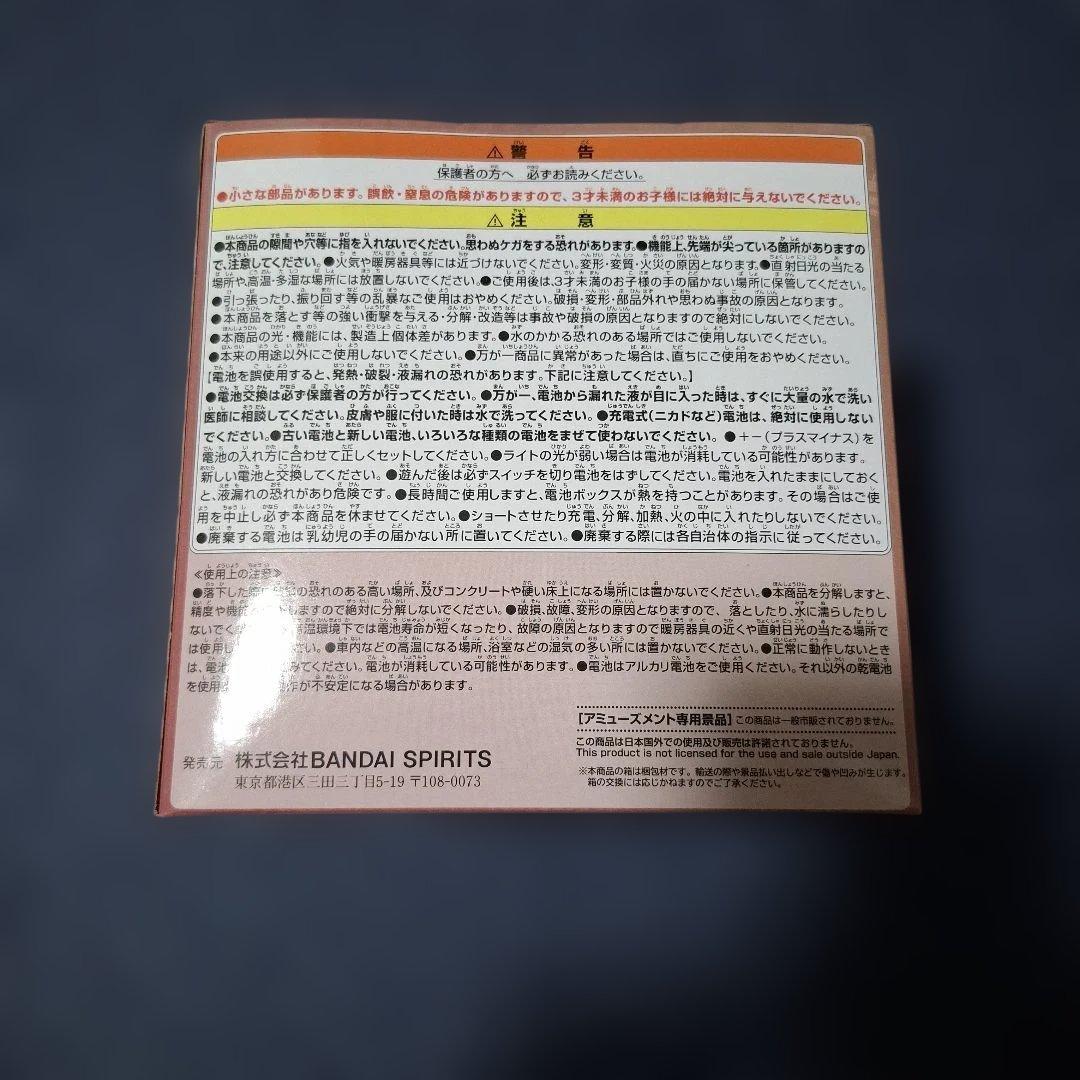 ⚠警告
保護者の方へ 必ずお読みください。
●小さな部品があります。誤飲・窒息の危険がありますので、3才未満のお子様には絶対に与えないでください。
⚠注意
●本商品の隙間や穴等に指を入れないでください。思わぬケガをする恐れがあります。●機能上、先端が尖っている箇所がありますの
で、注意してください。●火気や暖房器具等には近づけないでください。変形・変質・火災の原因となります。●直射日光の当たる
場所や、高温・多湿な場所には放置しないでください。●ご使用後は、3才未満のお子様の手の届かない場所に保管してください。
●引っ張ったり、振り回す等の乱暴なご使用はおやめください。破損・変形・部品外れや思わぬ事故の原因となります。
●本商品を落とす等の強い衝撃を与える・分解・改造等は事故や破損の原因となりますので絶対にしないでください。
●本商品の光・機能には、製造上個体差があります。●水のかかる恐れのある場所ではご使用しないでください。
●本来の用途以外にご使用しないでください。●万が一商品に異常があった場合は、直ちにご使用をおやめください。
【電池を誤使用すると、発熱・破裂・液漏れの恐れがあります。下記に注意してください。】
●電池交換は必ず保護者の方が行ってください。●万が一、電池から漏れた液が目に入った時は、すぐに大量の水で洗い
医師に相談してください。皮膚や服に付いた時は水で洗ってください。●充電式(ニカドなど)電池は、絶対に使用しない
でください。●古い電池と新しい電池、いろいろな種類の電池をまぜて使わないでください。●+-(プラスマイナス)を
電池の入れ方に合わせて正しくセットしてください。●ライトの光が弱い場合は電池が消耗している可能性があります。
新しい電池と交換してください。●遊んだ後は必ずスイッチを切り電池をはずしてください。電池を入れたままにしておく
と、液漏れの恐れがあり危険です。●長時間ご使用しますと、電池ボックスが熱を持つことがあります。その場合はご使
用を中止し必ず本商品を休ませてください。●ショートさせたり充電、分解、加熱、火の中に入れたりしないでください。
●廃棄する電池は乳幼児の手の届かない所に置いてください。●廃棄する際には各自治体の指示に従ってください。
≪使用上の注意≫
●落下した際 の恐れのある高い場所、及びコンクリートや硬い床上になる場所には置かないでください。●本商品を分解しますと、
精度や機能 しますので絶対に分解しないでください。●破損、故障、変形の原因となりますので、落としたり、水に濡らしたりし
ないでく 温環境下では電池寿命が短くなったり、故障の原因となりますので暖房器具の近くや直射日光の当たる場所で
は使用し ください。●車内などの高温になる場所、浴室などの湿気の多い所には置かないでください。●正常に動作しないとき
は、電池 みてください。電池が消耗している可能性があります。●電池はアルカリ電池をご使用ください。それ以外の乾電池
を使用 作が不安定になる場合があります。
[アミューズメント専用景品] この商品は一般市販されておりません。
この商品は日本国外での使用及び販売は許諾されておりません。
This product is not licensed for the use and sale outside Japan.
※本商品の箱は梱包材です。輸送の際や景品払い出しなどで傷や凹みが生じます。
箱の交換には応じかねますのでご了承ください。
発売元 株式会社BANDAI SPIRITS
東京都港区三田三丁目5-19 〒108-0073